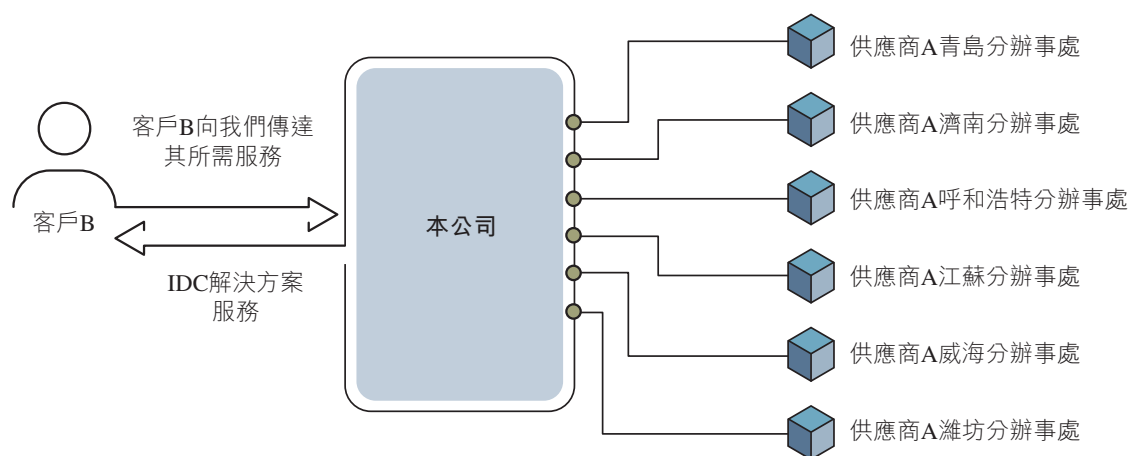 客戶B向我們傳達
其所需服務
客戶B
IDC解決方案
服務
本公司
供應商A青島分辦事處
供應商A濟南分辦事處
供應商A呼和浩特分辦事處
供應商A江蘇分辦事處
供應商A威海分辦事處
供應商A濰坊分辦事處